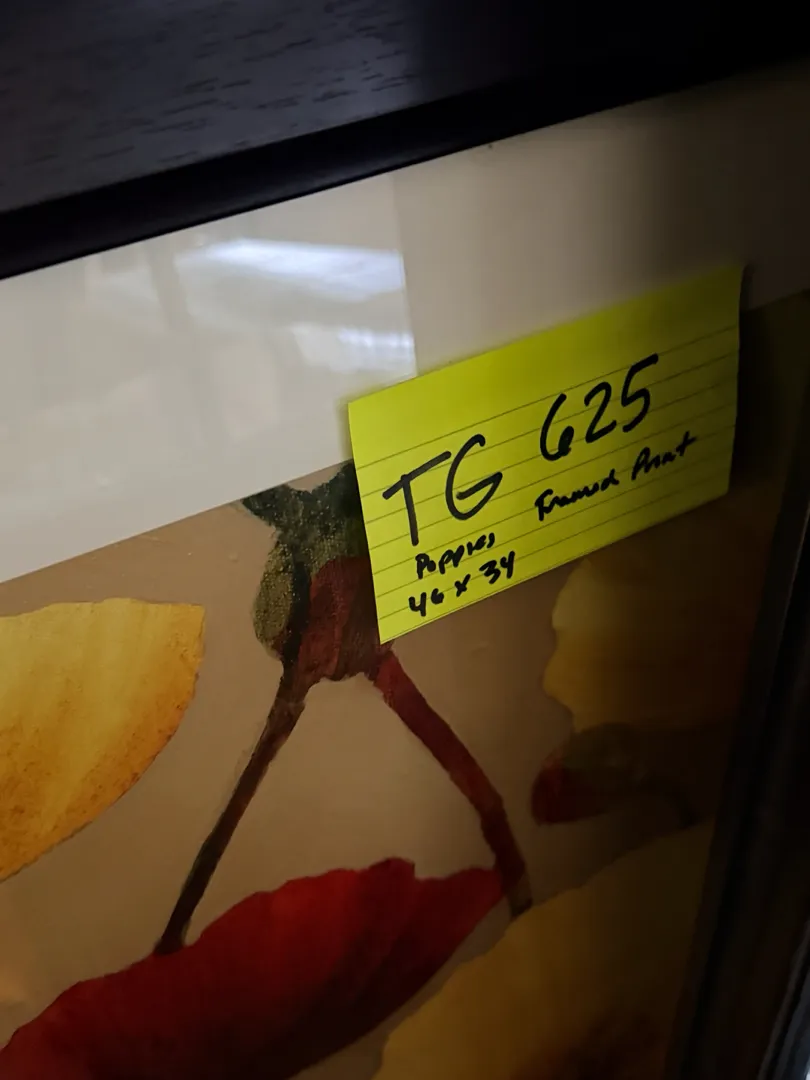 TG 625
Poppies Framed Print
46 x 34